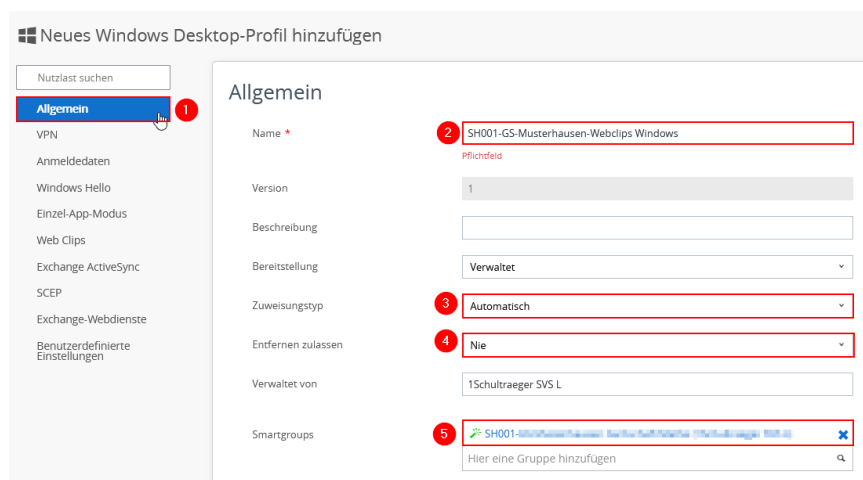 Neues Windows Desktop-Profil hinzufügen
Nutzlast suchen
Allgemein
1
VPN
Anmeldedaten
Windows Hello
Einzel-App-Modus
Web Clips
Exchange ActiveSync
SCEP
Exchange-Webdienste
Benutzerdefinierte
Einstellungen
Allgemein
Name *
2
SH001-GS-Musterhausen-Webclips Windows
Pflichtfeld
Version
1
Beschreibung
Bereitstellung
Verwaltet
Zuweisungstyp
3
Automatisch
Entfernen zulassen
4
Nie
Verwaltet von
1Schultraeger SVS L
Smartgroups
5
SH001-
Hier eine Gruppe hinzufügen